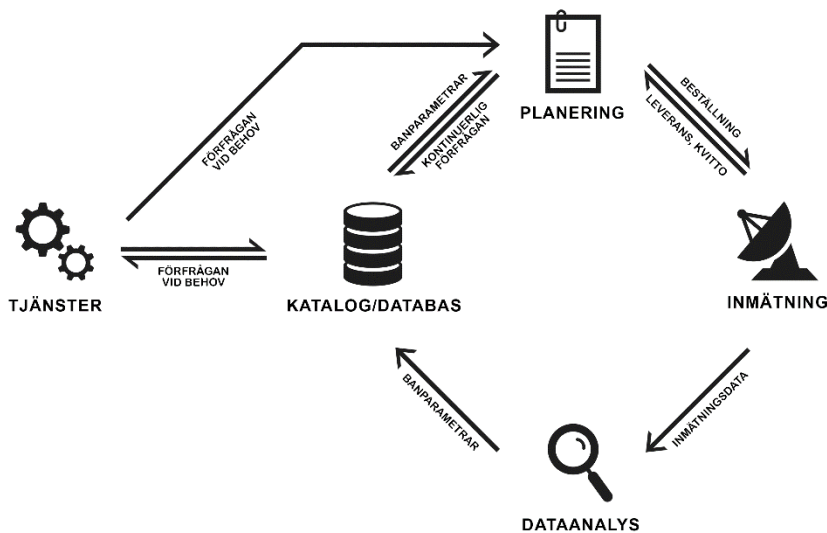 PLANERING
BANPARAMETRAR
KONTINUERLIG
FÖRFRÅGAN
BESTÄLLNING
LEVERANS, KVITTO
FÖRFRÅGAN
VID BEHOV
FÖRFRÅGAN
VID BEHOV
TJÄNSTER
KATALOG/DATABAS
INMÄTNING
BANPARAMETRAR
INMÄTNINGSDATA
DATAANALYS